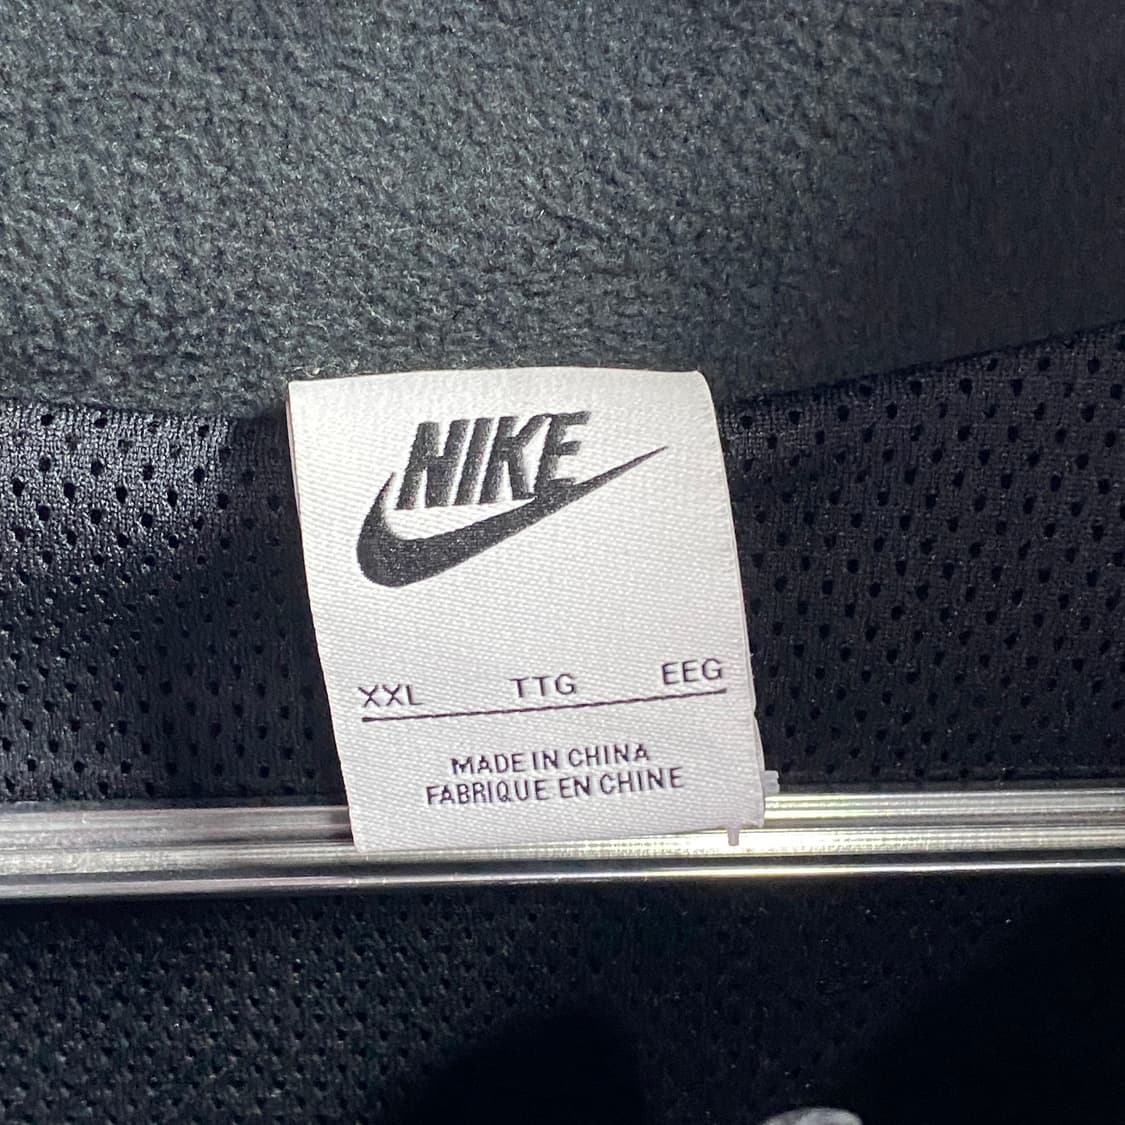 NIKE
XXL TTG EEG
MADE IN CHINA
FABRIQUE EN CHINE